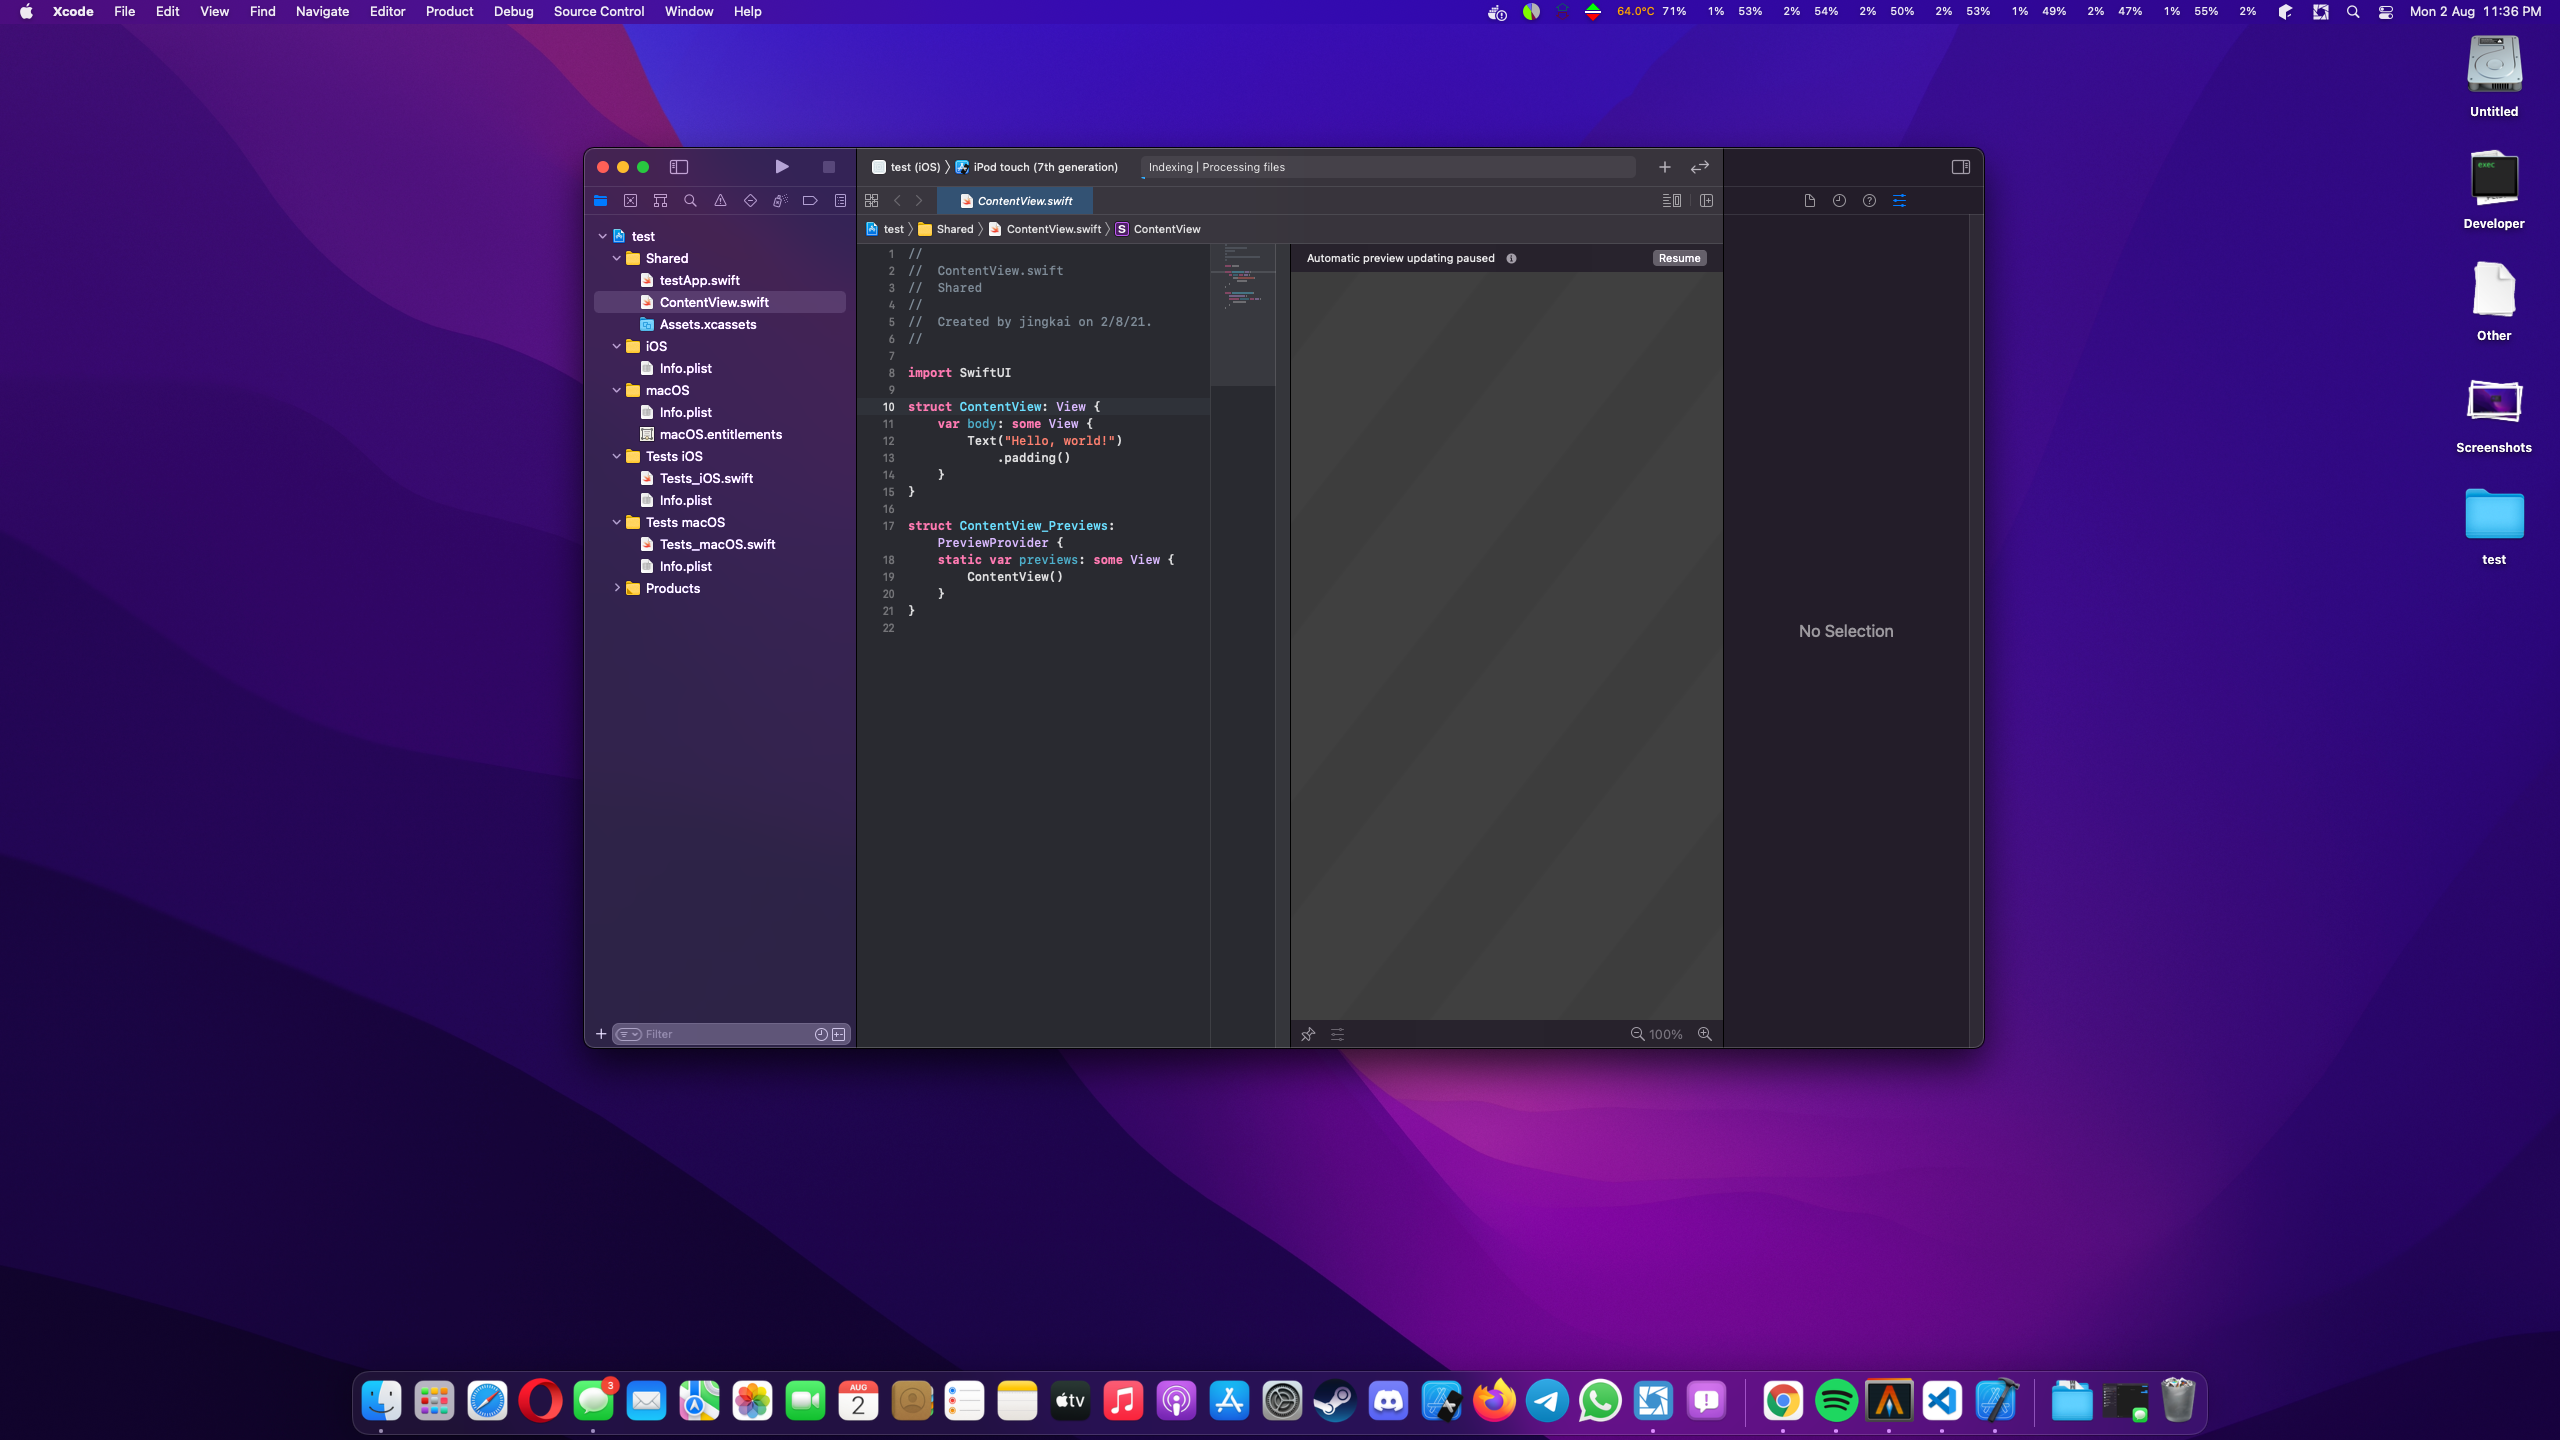 Xcode File Edit View Find Navigate Editor Product Debug Source Control Window Help
64.0°C 71% 1% 53% 2% 54% 2% 50% 2% 53% 1% 49% 2% 47% 1% 55% 2% Mon 2 Aug 11:36 PM
Untitled
exec
Developer
Other
Screenshots
test
test (iOS) iPod touch (7th generation) Indexing | Processing files
ContentView.swift
test Shared ContentView.swift S ContentView
test
Shared
testApp.swift
ContentView.swift
Assets.xcassets
iOS
Info.plist
macOS
Info.plist
macOS.entitlements
Tests iOS
Tests_iOS.swift
Info.plist
Tests macOS
Tests_macOS.swift
Info.plist
Products
Filter
1 //
2 //  ContentView.swift
3 //  Shared
4 //
5 //  Created by jingkai on 2/8/21.
6 //
7
8 import SwiftUI
9
10 struct ContentView: View {
11     var body: some View {
12         Text("Hello, world!")
13             .padding()
14     }
15 }
16
17 struct ContentView_Previews:
PreviewProvider {
18     static var previews: some View {
19         ContentView()
20     }
21 }
22
Automatic preview updating paused Resume
100%
No Selection
3
AUG
2
tv